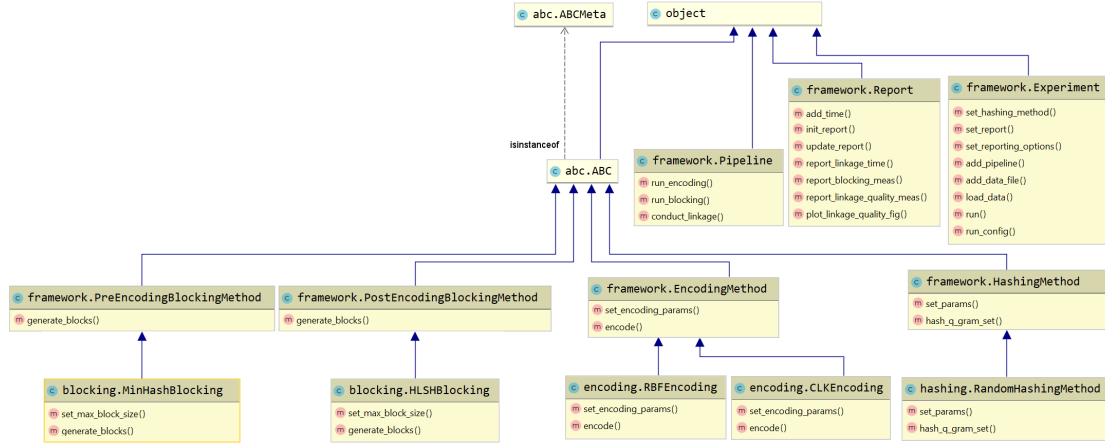 abc.ABCMeta
object
framework.Report
add_time()
init_report()
update_report()
report_linkage_time()
report_blocking_meas()
report_linkage_quality_meas()
plot_linkage_quality_fig()
framework.Experiment
set_hashing_method()
set_report()
set_reporting_options()
add_pipeline()
add_data_file()
load_data()
run()
run_config()
isinstanceof
abc.ABC
framework.Pipeline
run_encoding()
run_blocking()
conduct_linkage()
framework.PreEncodingBlockingMethod
generate_blocks()
framework.PostEncodingBlockingMethod
generate_blocks()
framework.EncodingMethod
set_encoding_params()
encode()
framework.HashingMethod
set_params()
hash_q_gram_set()
blocking.MinHashBlocking
set_max_block_size()
generate_blocks()
blocking.HLSHBlocking
set_max_block_size()
generate_blocks()
encoding.RBFEncoding
set_encoding_params()
encode()
encoding.CLKEncoding
set_encoding_params()
encode()
hashing.RandomHashingMethod
set_params()
hash_q_gram_set()